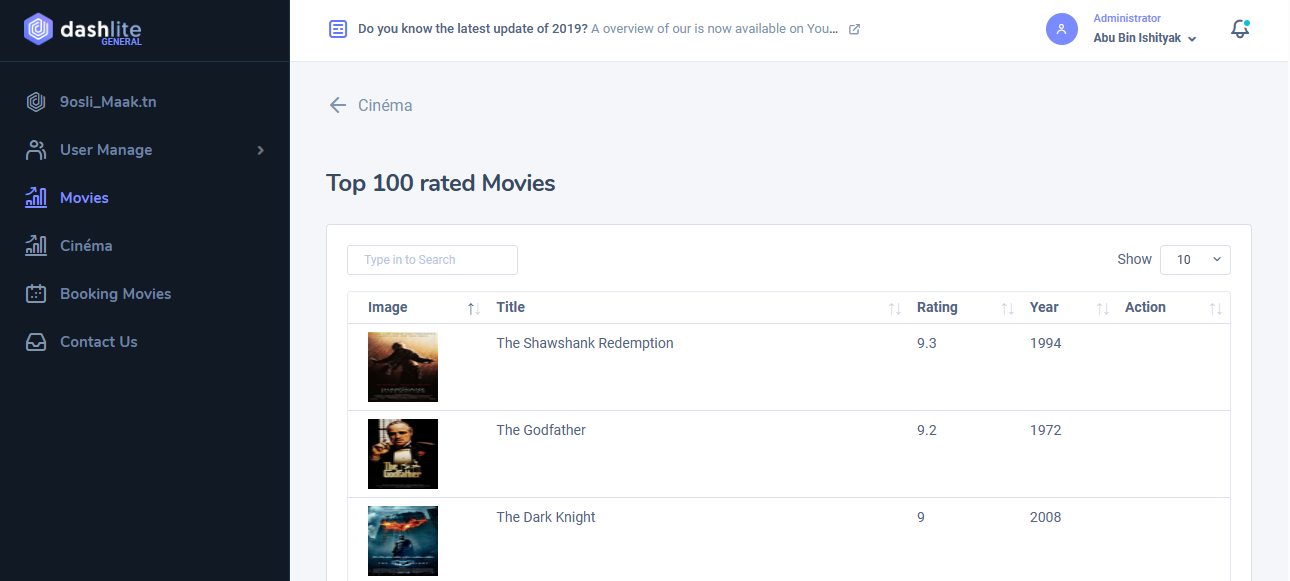 dashlite
GENERAL
Do you know the latest update of 2019? A overview of our is now available on You...
Administrator
Abu Bin Ishityak
9osli_Maak.tn
User Manage
Movies
Cinéma
Booking Movies
Contact Us
Cinéma
Top 100 rated Movies
Type in to Search
Show 10
Image Title Rating Year Action
The Shawshank Redemption 9.3 1994
The Godfather 9.2 1972
The Godfather
The Dark Knight 9 2008